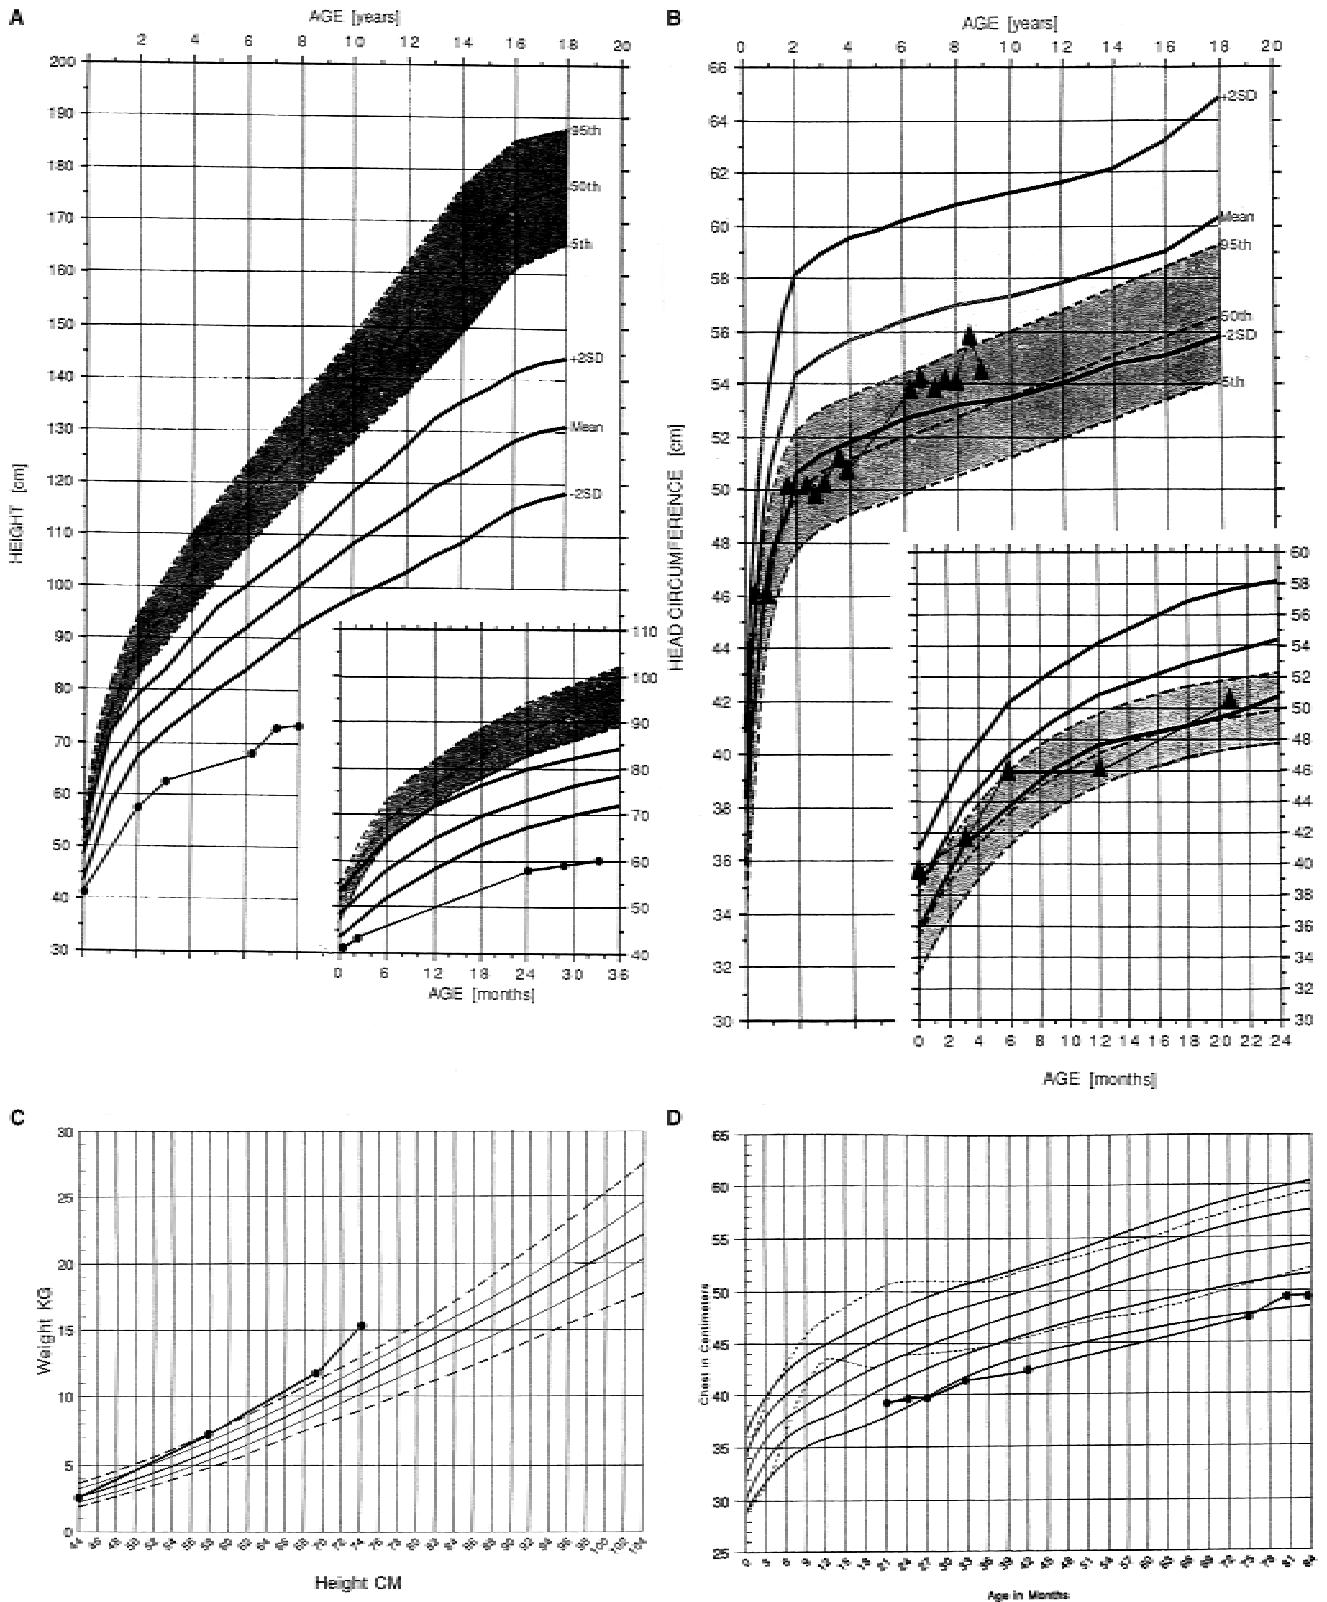 A
AGE [years]
2 4 6 8 10 12 14 16 18 20
200
190
180
170
160
150
140
130
120
110
100
90
80
70
60
50
40
30
HEIGHT [cm]
95th
50th
5th
+2SD
Mean
-2SD
110
100
90
80
70
60
50
40
0 6 12 18 24 30 36
AGE [months]
B
AGE [years]
0 2 4 6 8 10 12 14 16 18 20
66
64
62
60
58
56
54
52
50
48
46
44
42
40
38
36
34
32
30
HEAD CIRCUMFERENCE [cm]
+2SD
Mean
95th
50th
-2SD
5th
60
58
56
54
52
50
48
46
44
42
40
38
36
34
32
30
0 2 4 6 8 10 12 14 16 18 20 22 24
AGE [months]
C
30
25
20
15
10
5
0
Weight KG
Height CM
D
65
60
55
50
45
40
35
30
25
Chest in Centimeters
Age in Months